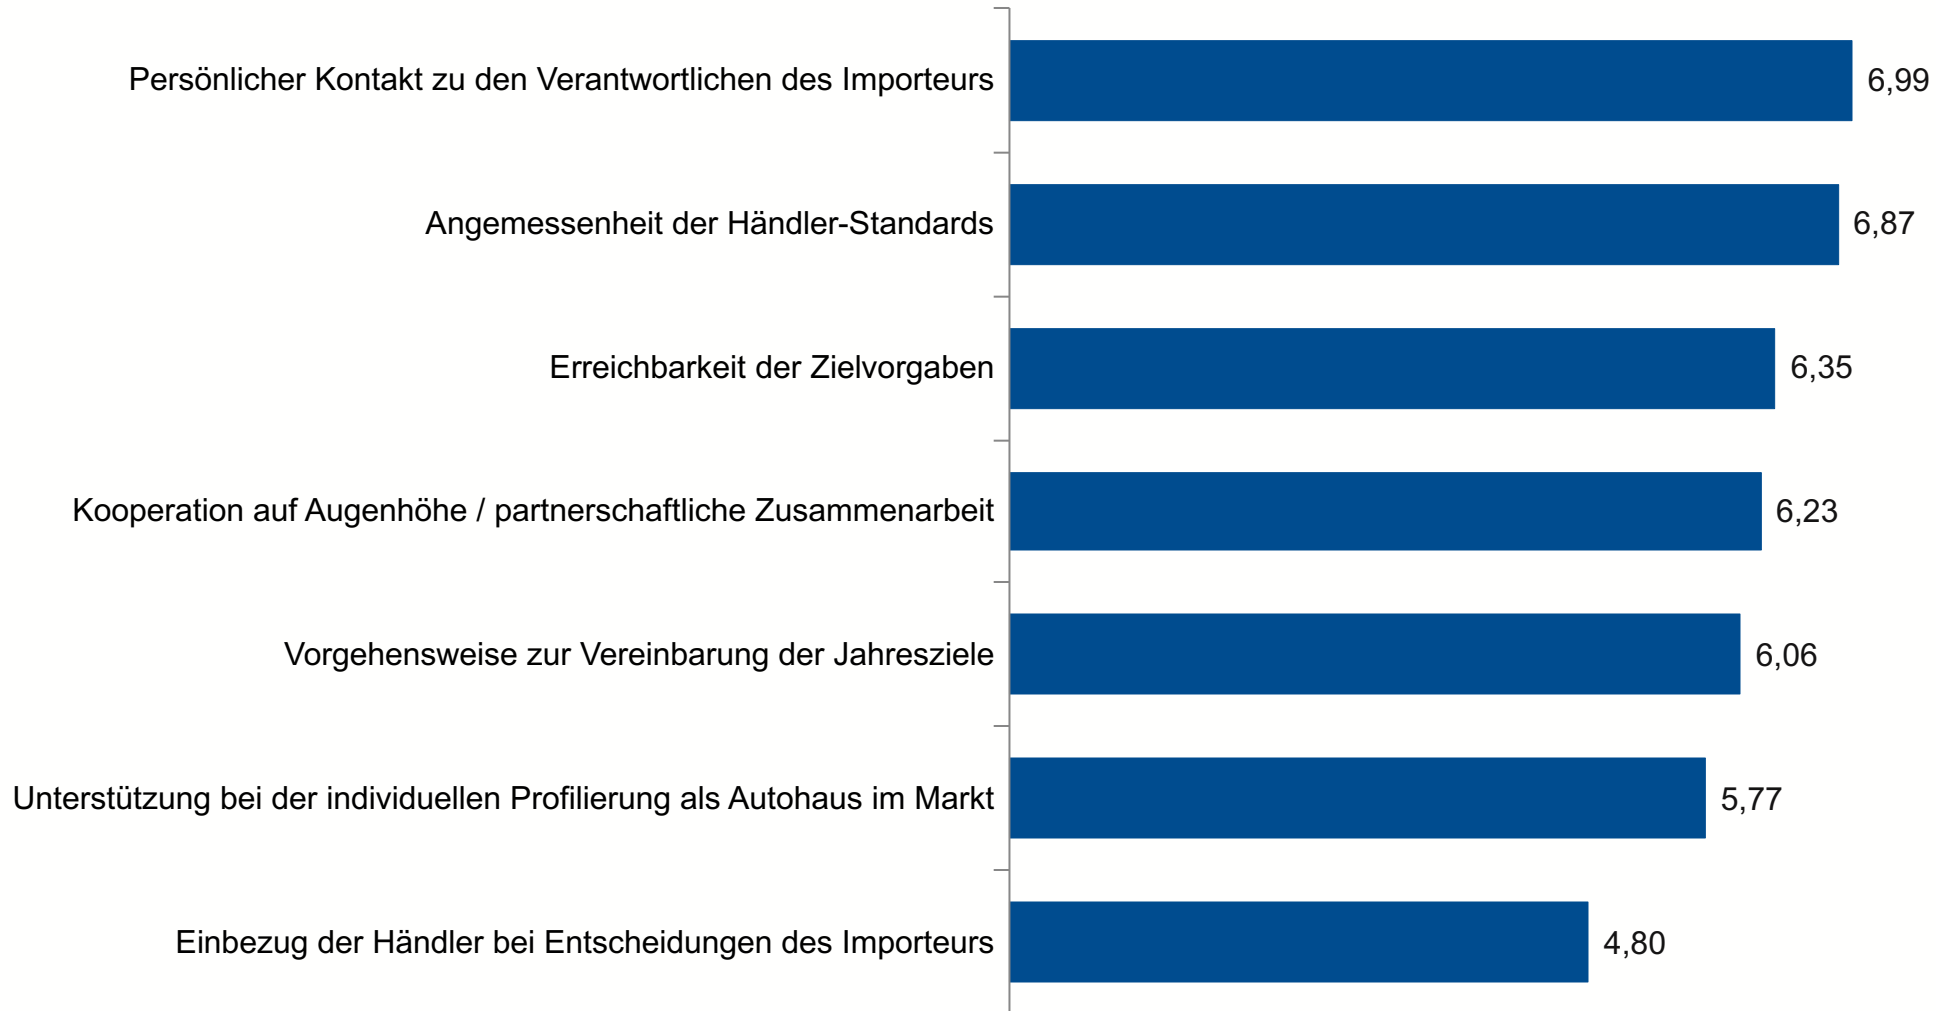 Persönlicher Kontakt zu den Verantwortlichen des Importeurs 6,99
Angemessenheit der Händler-Standards 6,87
Erreichbarkeit der Zielvorgaben 6,35
Kooperation auf Augenhöhe / partnerschaftliche Zusammenarbeit 6,23
Vorgehensweise zur Vereinbarung der Jahresziele 6,06
Unterstützung bei der individuellen Profilierung als Autohaus im Markt 5,77
Einbezug der Händler bei Entscheidungen des Importeurs 4,80